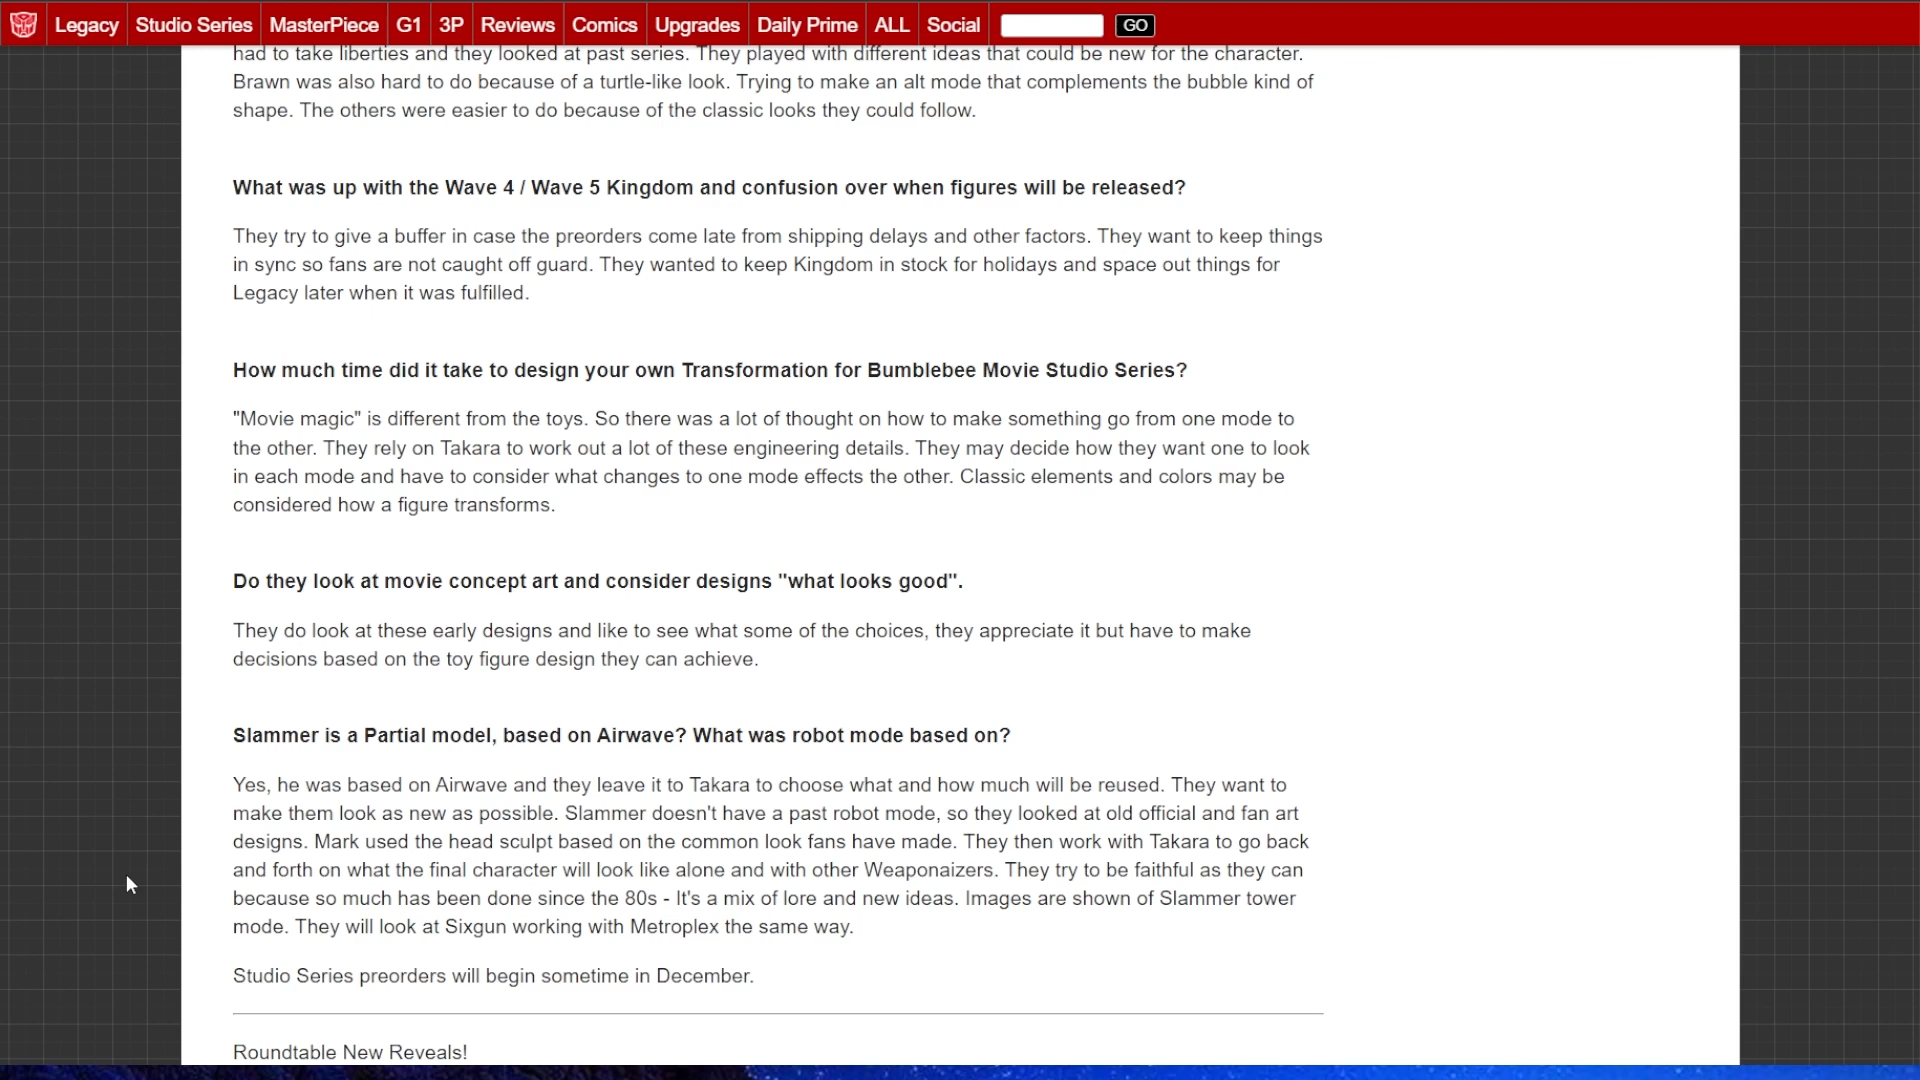 Legacy Studio Series MasterPiece G1 3P Reviews Comics Upgrades Daily Prime ALL Social GO
had to take liberties and they looked at past series. They played with different ideas that could be new for the character.
Brawn was also hard to do because of a turtle-like look. Trying to make an alt mode that complements the bubble kind of
shape. The others were easier to do because of the classic looks they could follow.
What was up with the Wave 4 / Wave 5 Kingdom and confusion over when figures will be released?
They try to give a buffer in case the preorders come late from shipping delays and other factors. They want to keep things
in sync so fans are not caught off guard. They wanted to keep Kingdom in stock for holidays and space out things for
Legacy later when it was fulfilled.
How much time did it take to design your own Transformation for Bumblebee Movie Studio Series?
"Movie magic" is different from the toys. So there was a lot of thought on how to make something go from one mode to
the other. They rely on Takara to work out a lot of these engineering details. They may decide how they want one to look
in each mode and have to consider what changes to one mode effects the other. Classic elements and colors may be
considered how a figure transforms.
Do they look at movie concept art and consider designs "what looks good".
They do look at these early designs and like to see what some of the choices, they appreciate it but have to make
decisions based on the toy figure design they can achieve.
Slammer is a Partial model, based on Airwave? What was robot mode based on?
Yes, he was based on Airwave and they leave it to Takara to choose what and how much will be reused. They want to
make them look as new as possible. Slammer doesn't have a past robot mode, so they looked at old official and fan art
designs. Mark used the head sculpt based on the common look fans have made. They then work with Takara to go back
and forth on what the final character will look like alone and with other Weaponaizers. They try to be faithful as they can
because so much has been done since the 80s - It's a mix of lore and new ideas. Images are shown of Slammer tower
mode. They will look at Sixgun working with Metroplex the same way.
Studio Series preorders will begin sometime in December.
Roundtable New Reveals!